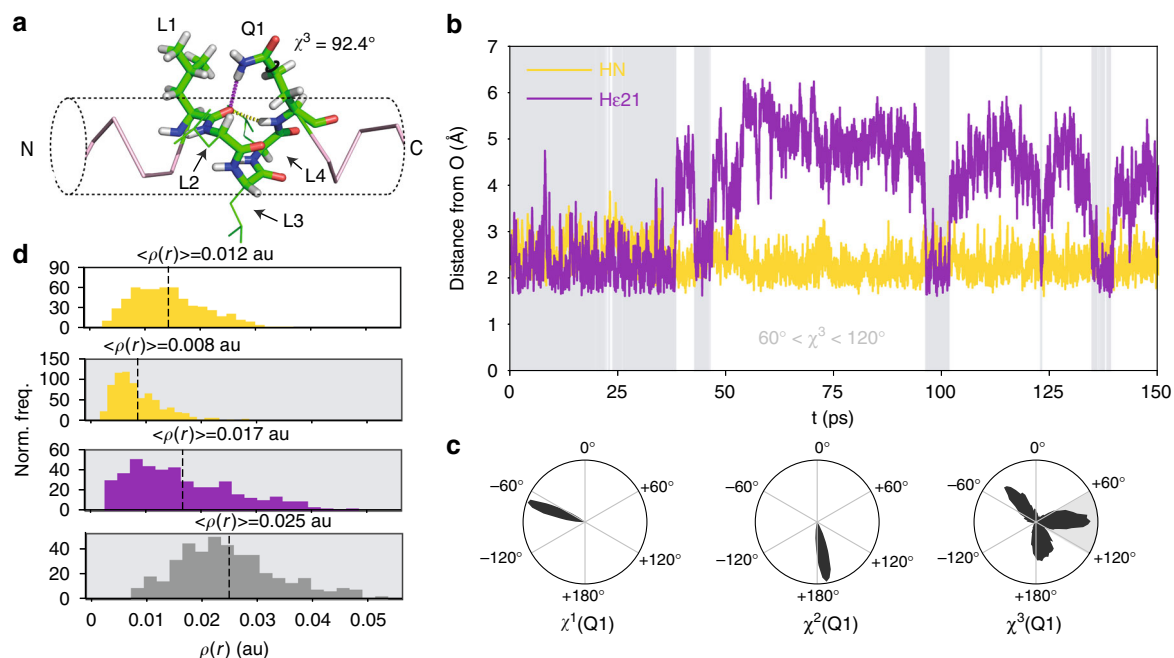 a
L1
Q1
χ³ = 92.4°
N
C
L2
L4
L3
b
Distance from O (Å)
7
6
5
4
3
2
1
0
HN
Hε21
60° < χ³ < 120°
0
25
50
75
100
125
150
t (ps)
c
0°
–60°
+60°
–120°
+120°
+180°
χ¹(Q1)
0°
–60°
+60°
–120°
+120°
+180°
χ²(Q1)
0°
–60°
+60°
–120°
+120°
+180°
χ³(Q1)
d
Norm. freq.
<ρ(r)>=0.012 au
90
60
30
0
<ρ(r)>=0.008 au
150
100
50
0
<ρ(r)>=0.017 au
60
40
20
0
<ρ(r)>=0.025 au
40
20
0
0
0.01
0.02
0.03
0.04
0.05
ρ(r) (au)